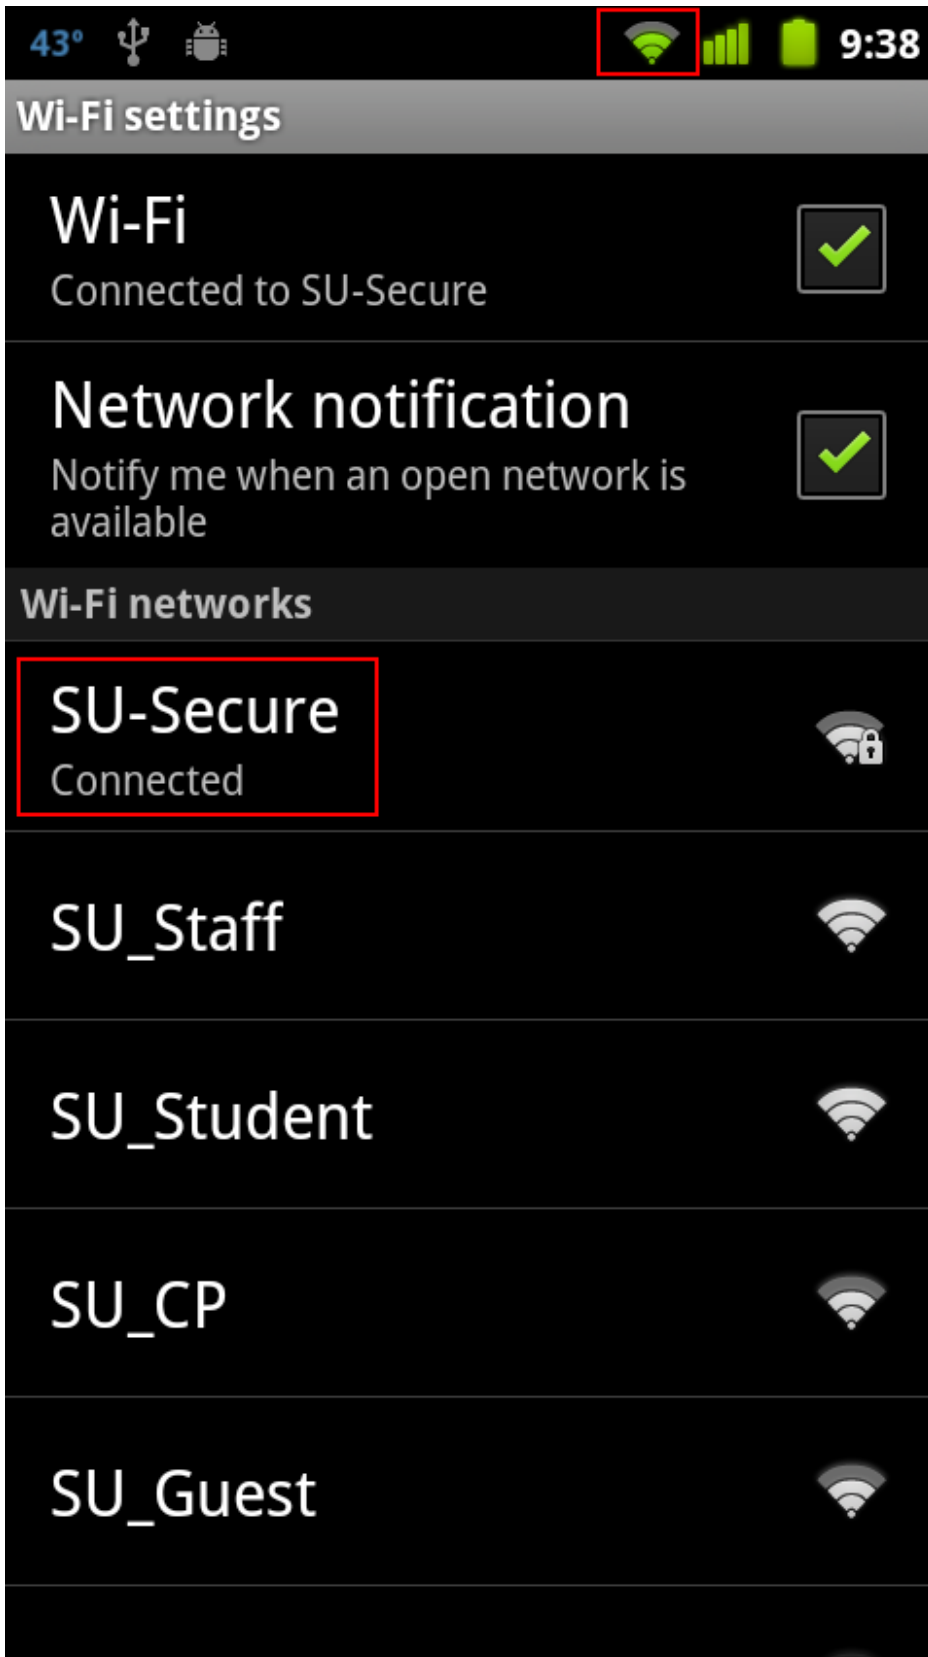 43° 9:38
Wi-Fi settings
Wi-Fi
Connected to SU-Secure
Network notification
Notify me when an open network is
available
Wi-Fi networks
SU-Secure
Connected
SU_Staff
SU_Student
SU_CP
SU_Guest